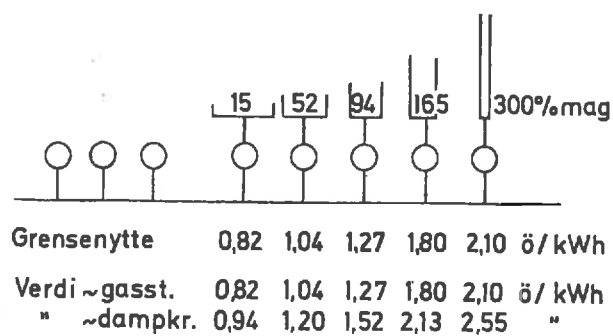 15 52 94 165 300% mag
Grensenytte 0,82 1,04 1,27 1,80 2,10 ö/kWh
Verdi ~gasst. 0,82 1,04 1,27 1,80 2,10 ö/kWh
" ~dampkr. 0,94 1,20 1,52 2,13 2,55 "